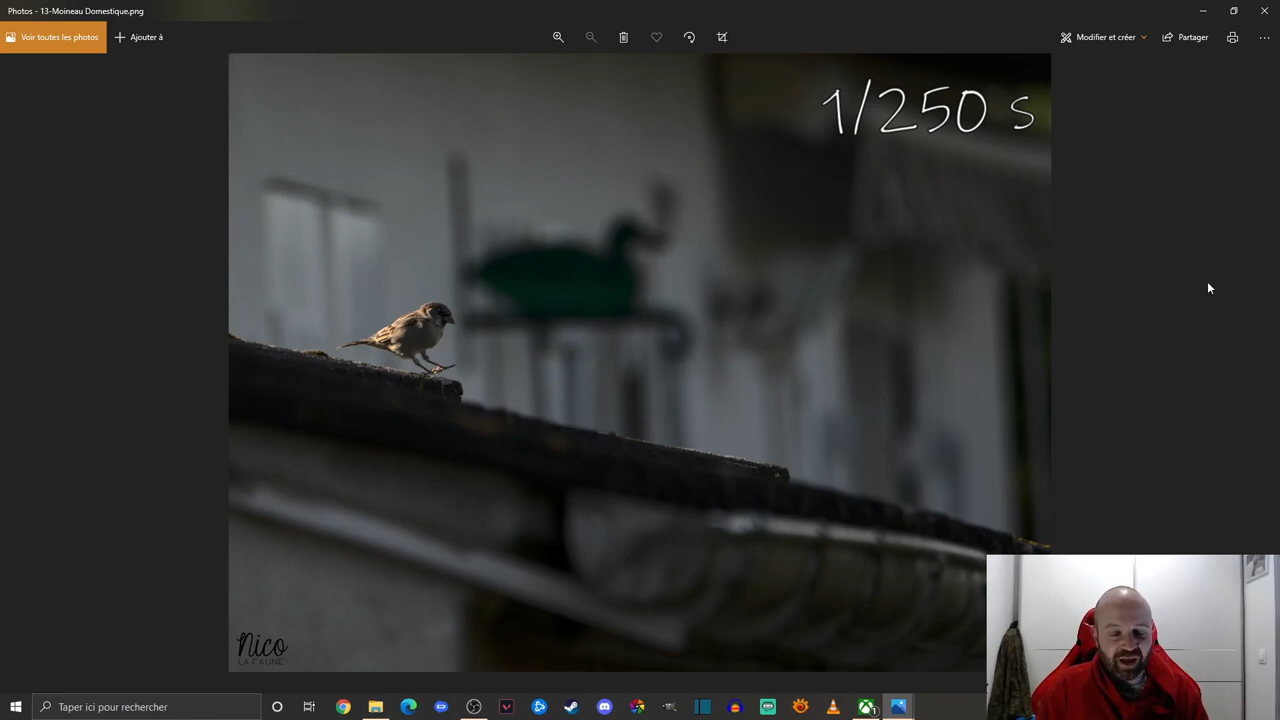 Photos - 13-Moineau Domestique.png
Voir toutes les photos
Ajouter à
Modifier et créer
Partager
1/250 s
Nico
LA FAUNE
Taper ici pour rechercher
1